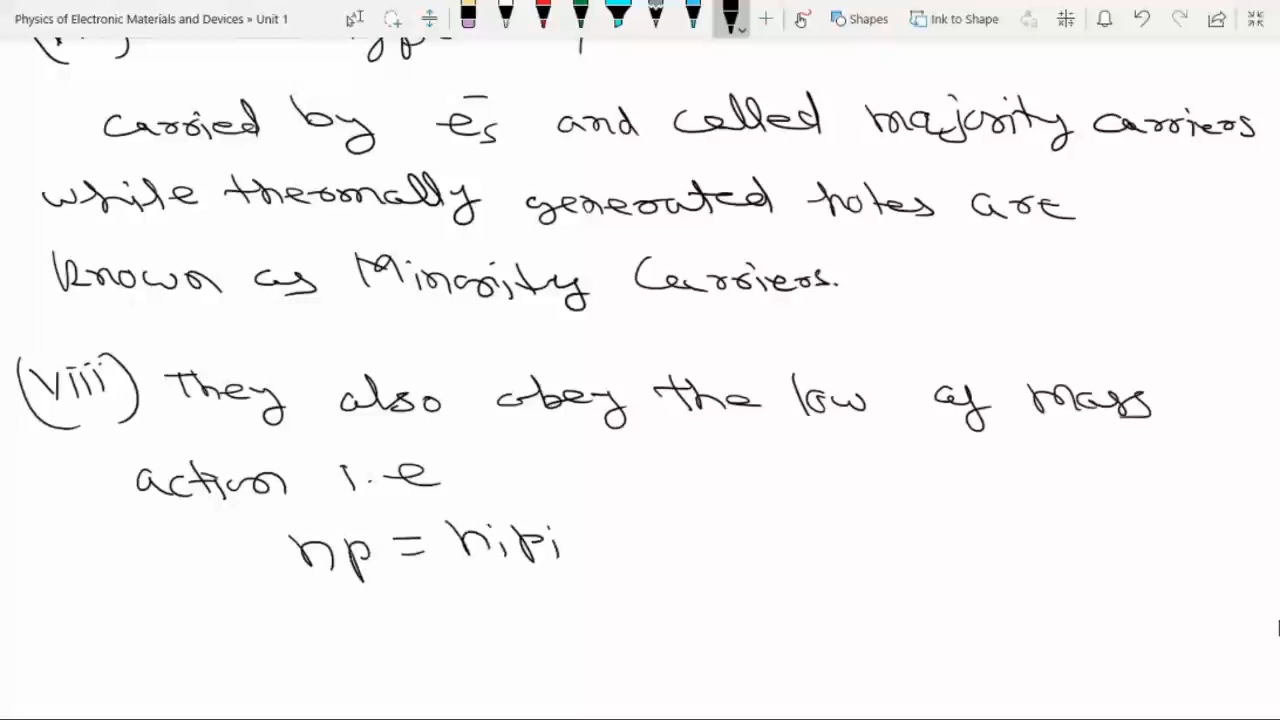 Physics of Electronic Materials and Devices » Unit 1
Shapes
Ink to Shape
carried by ēs and called majority carriers
while thermally generated holes are
known as Minority Carriers.
(viii) They also obey the law of mass
action i.e
np = nipi